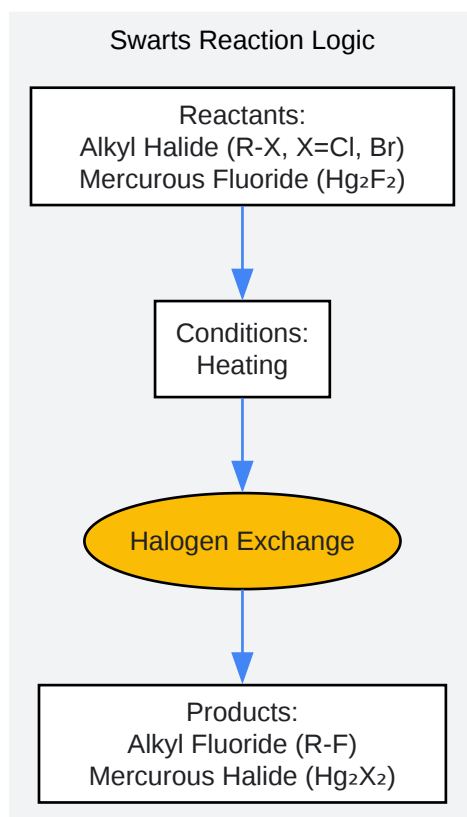 Swarts Reaction Logic
Reactants:
Alkyl Halide (R-X, X=Cl, Br)
Mercurous Fluoride (Hg₂F₂)
Conditions:
Heating
Halogen Exchange
Products:
Alkyl Fluoride (R-F)
Mercurous Halide (Hg₂X₂)